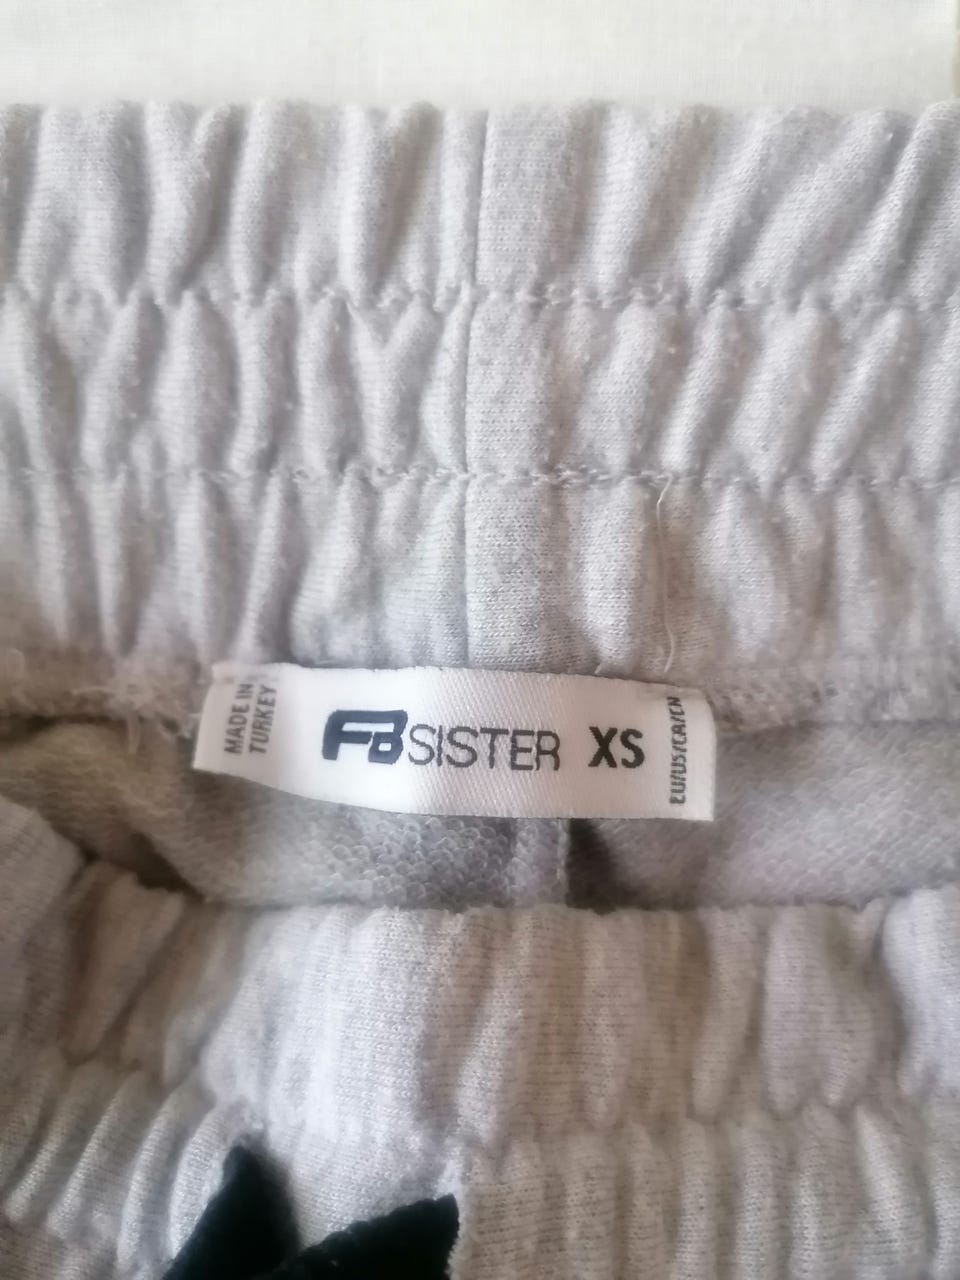 MADE IN
TURKEY
FB SISTER XS
EU/US/CA/CN